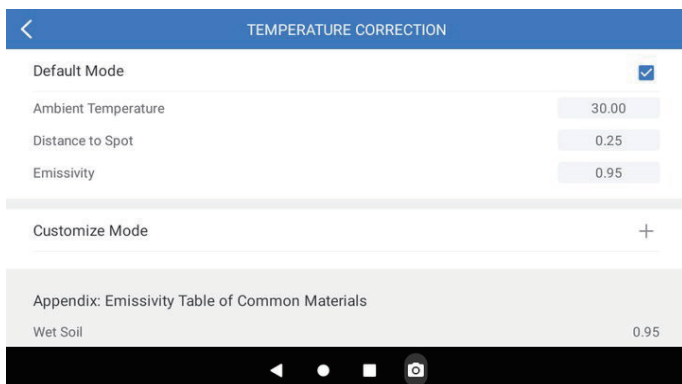 TEMPERATURE CORRECTION
Default Mode
Ambient Temperature 30.00
Distance to Spot 0.25
Emissivity 0.95
Customize Mode
Appendix: Emissivity Table of Common Materials
Wet Soil 0.95